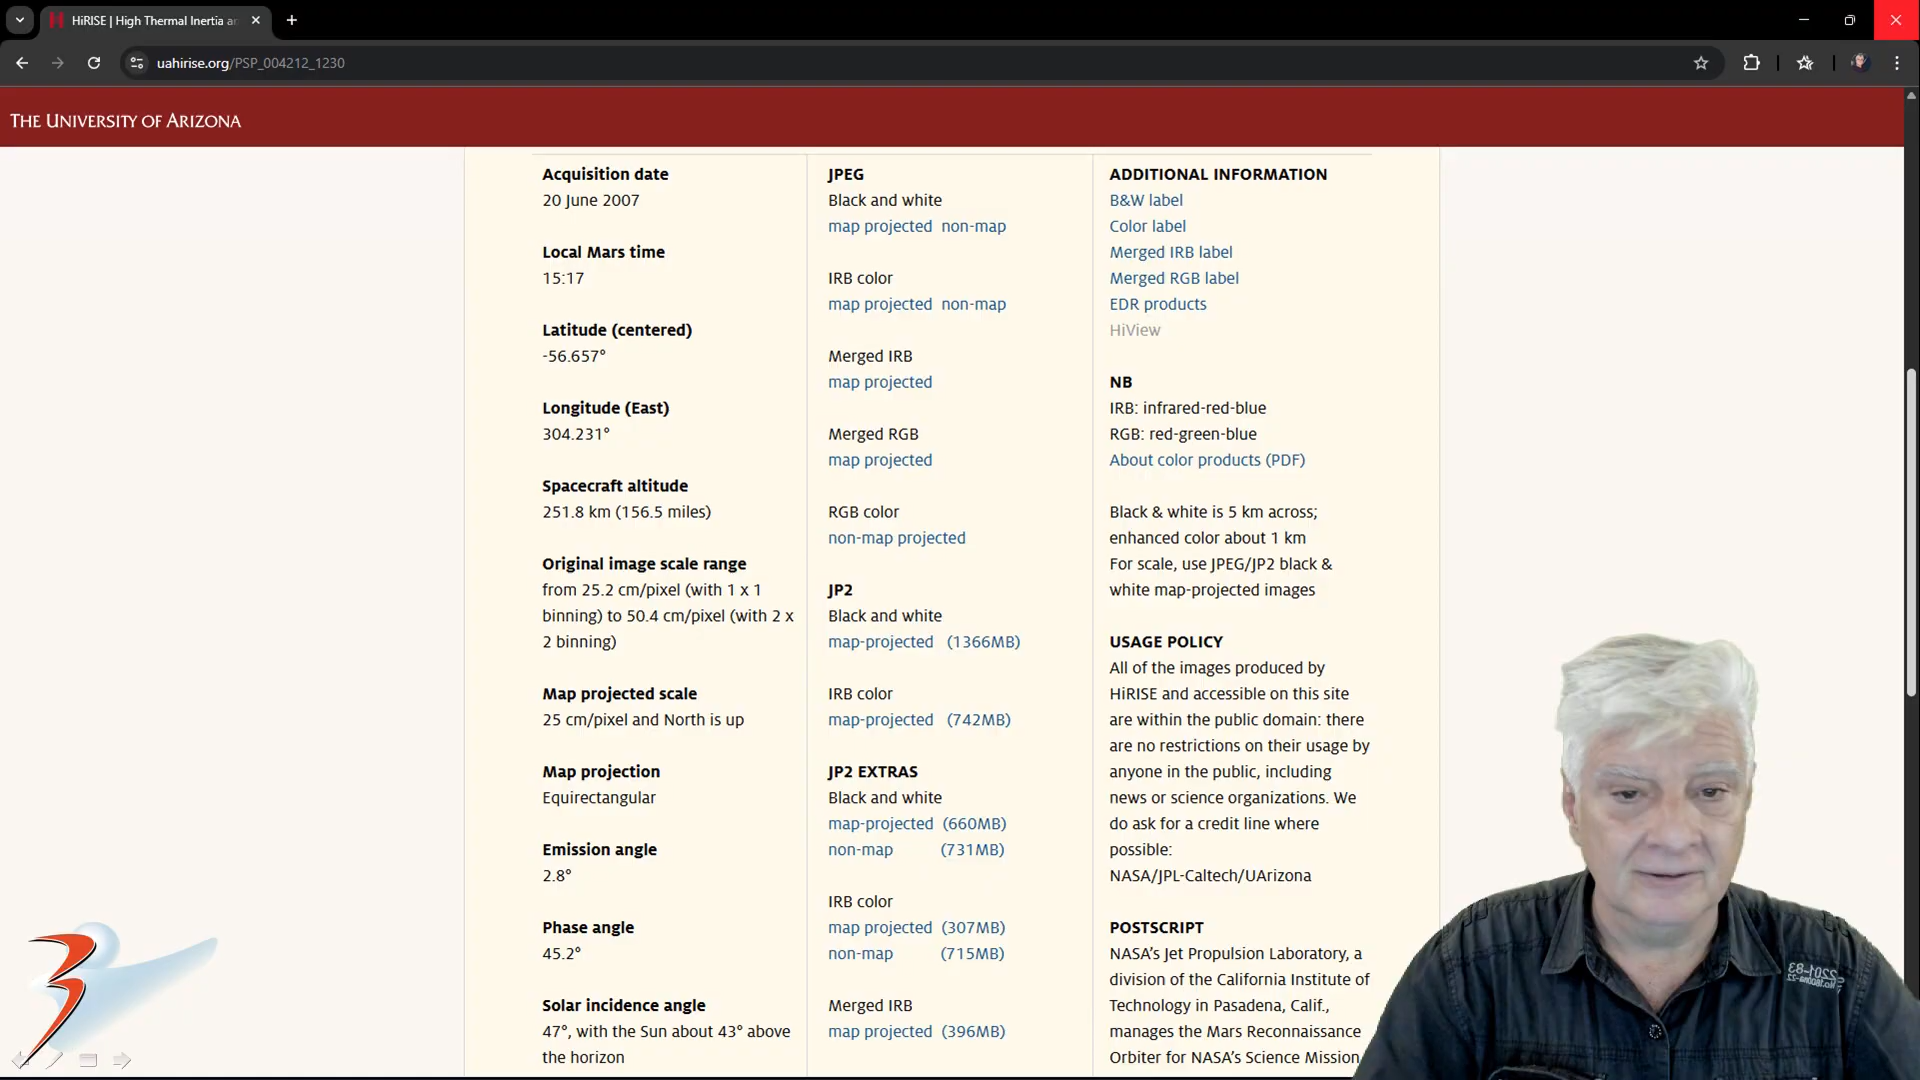 HiRISE | High Thermal Inertia a
uahirise.org/PSP_004212_1230
THE UNIVERSITY OF ARIZONA
Acquisition date
20 June 2007
Local Mars time
15:17
Latitude (centered)
-56.657°
Longitude (East)
304.231°
Spacecraft altitude
251.8 km (156.5 miles)
Original image scale range
from 25.2 cm/pixel (with 1 x 1
binning) to 50.4 cm/pixel (with 2 x
2 binning)
Map projected scale
25 cm/pixel and North is up
Map projection
Equirectangular
Emission angle
2.8°
Phase angle
45.2°
Solar incidence angle
47°, with the Sun about 43° above
the horizon
JPEG
Black and white
map projected non-map
IRB color
map projected non-map
Merged IRB
map projected
Merged RGB
map projected
RGB color
non-map projected
JP2
Black and white
map-projected (1366MB)
IRB color
map-projected (742MB)
JP2 EXTRAS
Black and white
map-projected (660MB)
non-map (731MB)
IRB color
map projected (307MB)
non-map (715MB)
Merged IRB
map projected (396MB)
ADDITIONAL INFORMATION
B&W label
Color label
Merged IRB label
Merged RGB label
EDR products
HiView
NB
IRB: infrared-red-blue
RGB: red-green-blue
About color products (PDF)
Black & white is 5 km across;
enhanced color about 1 km
For scale, use JPEG/JP2 black &
white map-projected images
USAGE POLICY
All of the images produced by
HiRISE and accessible on this site
are within the public domain: there
are no restrictions on their usage by
anyone in the public, including
news or science organizations. We
do ask for a credit line where
possible:
NASA/JPL-Caltech/UArizona
POSTSCRIPT
NASA's Jet Propulsion Laboratory, a
division of the California Institute of
Technology in Pasadena, Calif.,
manages the Mars Reconnaissance
Orbiter for NASA's Science Mission